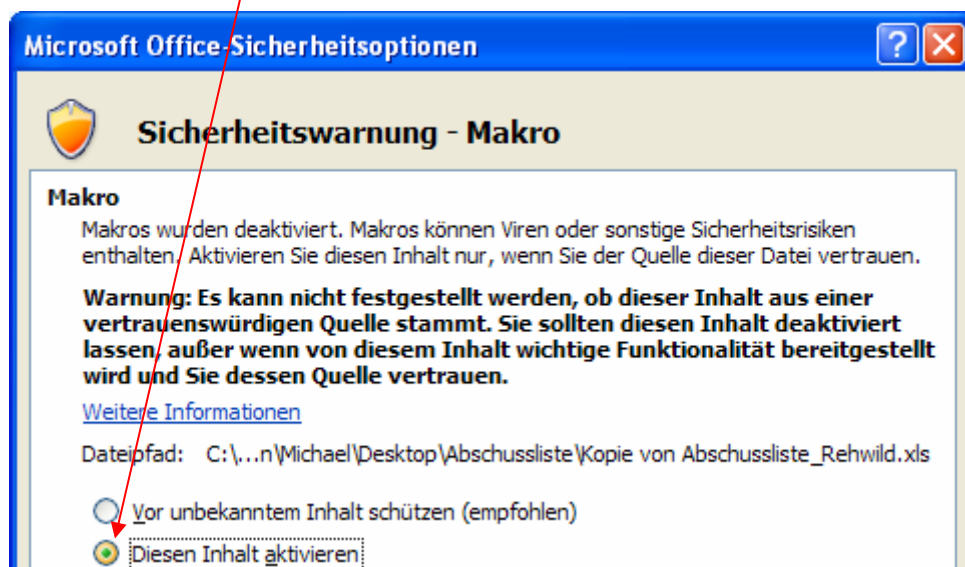 Microsoft Office-Sicherheitsoptionen
Sicherheitswarnung - Makro
Makro
Makros wurden deaktiviert. Makros können Viren oder sonstige Sicherheitsrisiken
enthalten. Aktivieren Sie diesen Inhalt nur, wenn Sie der Quelle dieser Datei vertrauen.
Warnung: Es kann nicht festgestellt werden, ob dieser Inhalt aus einer
vertrauenswürdigen Quelle stammt. Sie sollten diesen Inhalt deaktiviert
lassen, außer wenn von diesem Inhalt wichtige Funktionalität bereitgestellt
wird und Sie dessen Quelle vertrauen.
Weitere Informationen
Dateipfad: C:\...n\Michael\Desktop\Abschussliste\Kopie von Abschussliste_Rehwild.xls
Vor unbekanntem Inhalt schützen (empfohlen)
Diesen Inhalt aktivieren